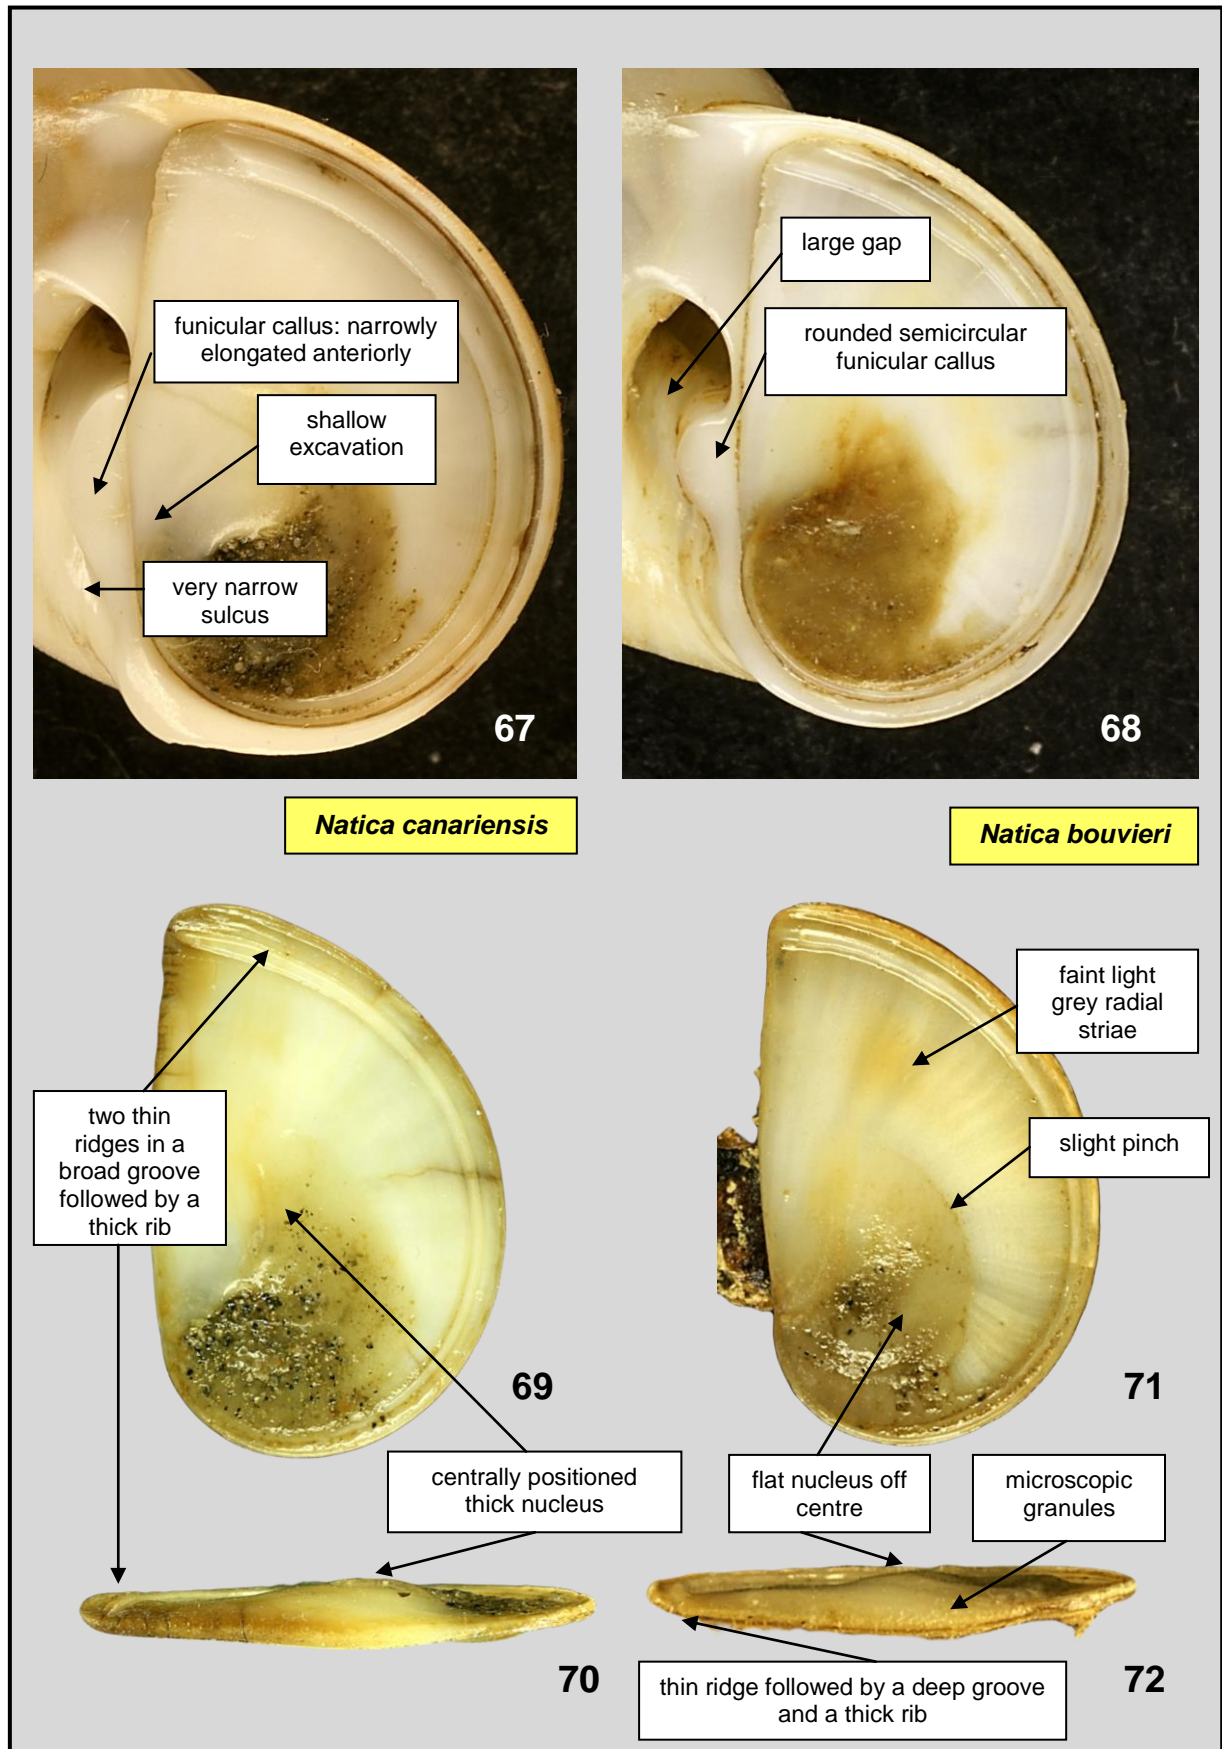 funicular callus: narrowly
elongated anteriorly
shallow
excavation
very narrow
sulcus
67
large gap
rounded semicircular
funicular callus
68
Natica canariensis
Natica bouvieri
two thin
ridges in a
broad groove
followed by a
thick rib
69
centrally positioned
thick nucleus
70
faint light
grey radial
striae
slight pinch
71
flat nucleus off
centre
microscopic
granules
72
thin ridge followed by a deep groove
and a thick rib